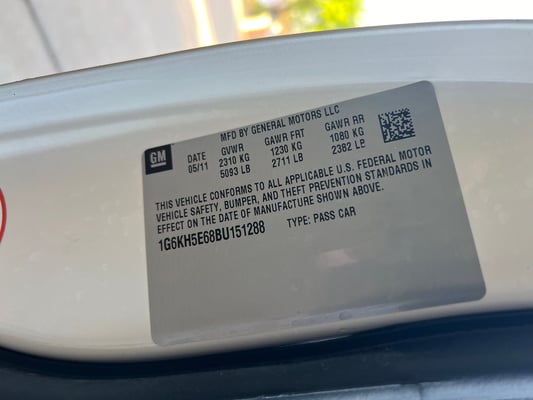 MFD BY GENERAL MOTORS LLC
GM
DATE GVWR GAWR FRT GAWR RR
05/11 2310 KG 1230 KG 1080 KG
5093 LB 2711 LB 2382 LB
THIS VEHICLE CONFORMS TO ALL APPLICABLE U.S. FEDERAL MOTOR
VEHICLE SAFETY, BUMPER, AND THEFT PREVENTION STANDARDS IN
EFFECT ON THE DATE OF MANUFACTURE SHOWN ABOVE.
1G6KH5E68BU151288 TYPE: PASS CAR